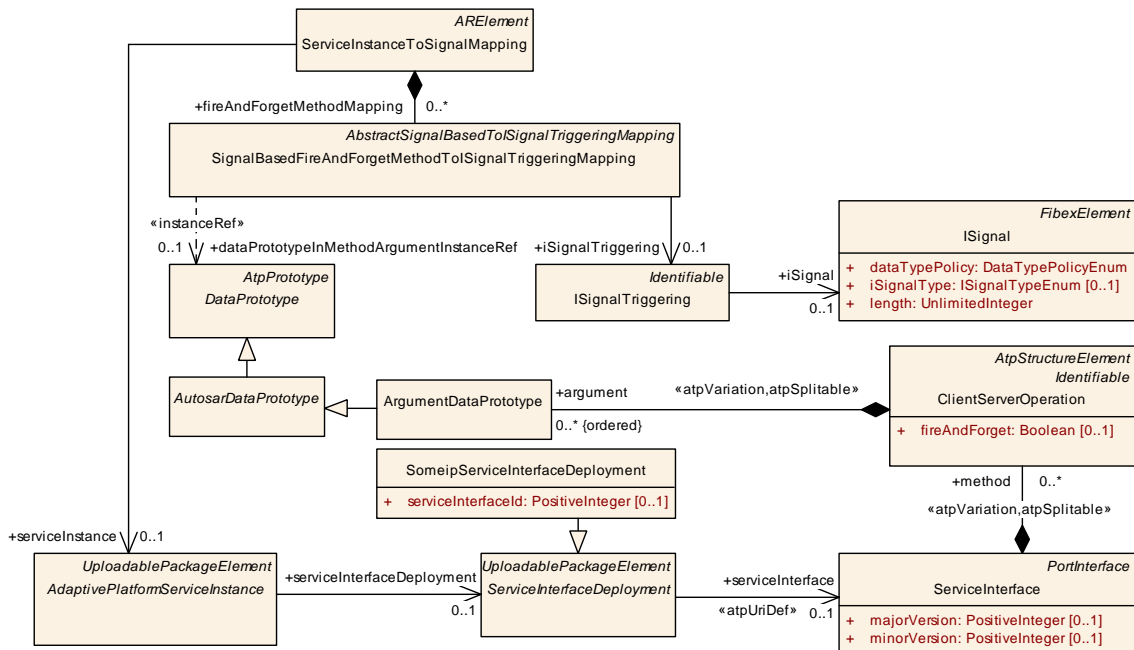 ARElement
ServiceInstanceToSignalMapping
+fireAndForgetMethodMapping 0..*
AbstractSignalBasedToISignalTriggeringMapping
SignalBasedFireAndForgetMethodToISignalTriggeringMapping
«instanceRef»
0..1 +dataPrototypeInMethodArgumentInstanceRef
+iSignalTriggering 0..1
AtpPrototype
DataPrototype
Identifiable
ISignalTriggering
+iSignal
0..1
FibexElement
ISignal
+ dataTypePolicy: DataTypePolicyEnum
+ iSignalType: ISignalTypeEnum [0..1]
+ length: UnlimitedInteger
AutosarDataPrototype
ArgumentDataPrototype
+argument
0..* {ordered}
«atpVariation,atpSplitable»
AtpStructureElement
Identifiable
ClientServerOperation
+ fireAndForget: Boolean [0..1]
SomeipServiceInterfaceDeployment
+ serviceInterfaceId: PositiveInteger [0..1]
+method 0..*
«atpVariation,atpSplitable»
+serviceInstance 0..1
UploadablePackageElement
AdaptivePlatformServiceInstance
+serviceInterfaceDeployment
0..1
UploadablePackageElement
ServiceInterfaceDeployment
+serviceInterface
«atpUriDef» 0..1
PortInterface
ServiceInterface
+ majorVersion: PositiveInteger [0..1]
+ minorVersion: PositiveInteger [0..1]